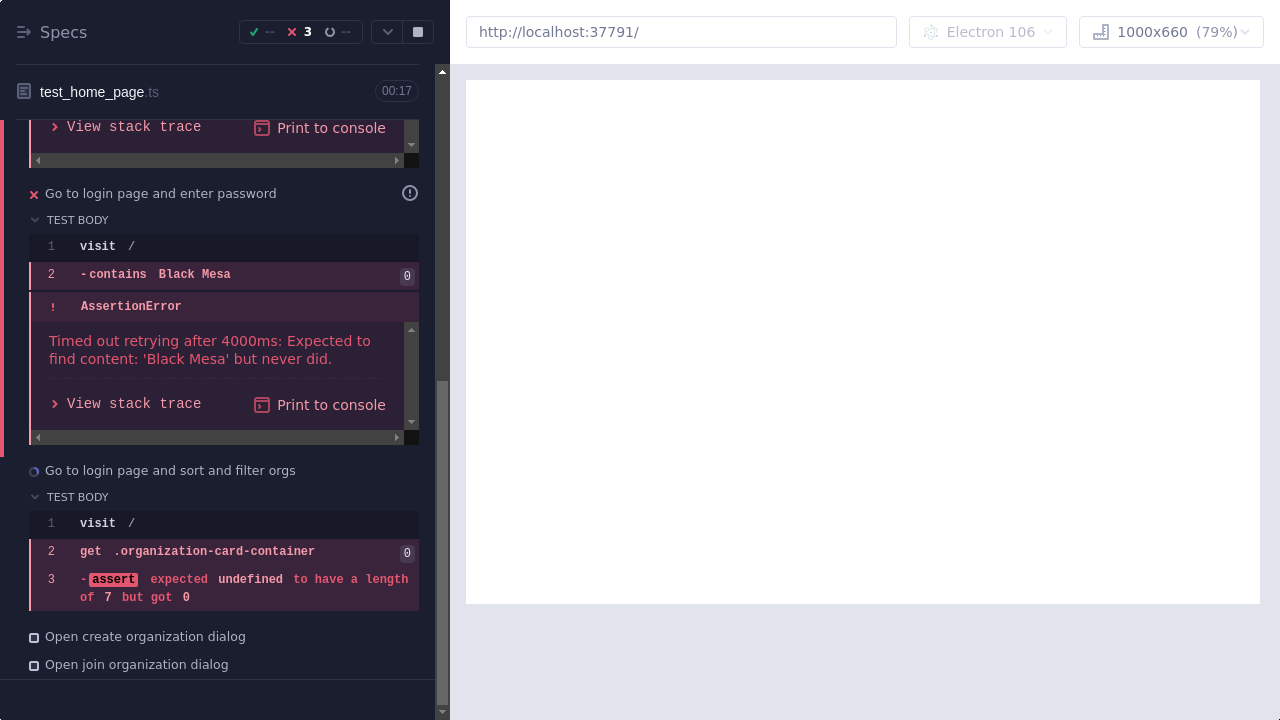 Specs
--
3
--
http://localhost:37791/
Electron 106
1000x660 (79%)
test_home_page.ts
00:17
View stack trace
Print to console
Go to login page and enter password
TEST BODY
1 visit /
2 -contains Black Mesa 0
! AssertionError
Timed out retrying after 4000ms: Expected to
find content: 'Black Mesa' but never did.
View stack trace
Print to console
Go to login page and sort and filter orgs
TEST BODY
1 visit /
2 get .organization-card-container 0
3 -assert expected undefined to have a length
of 7 but got 0
Open create organization dialog
Open join organization dialog